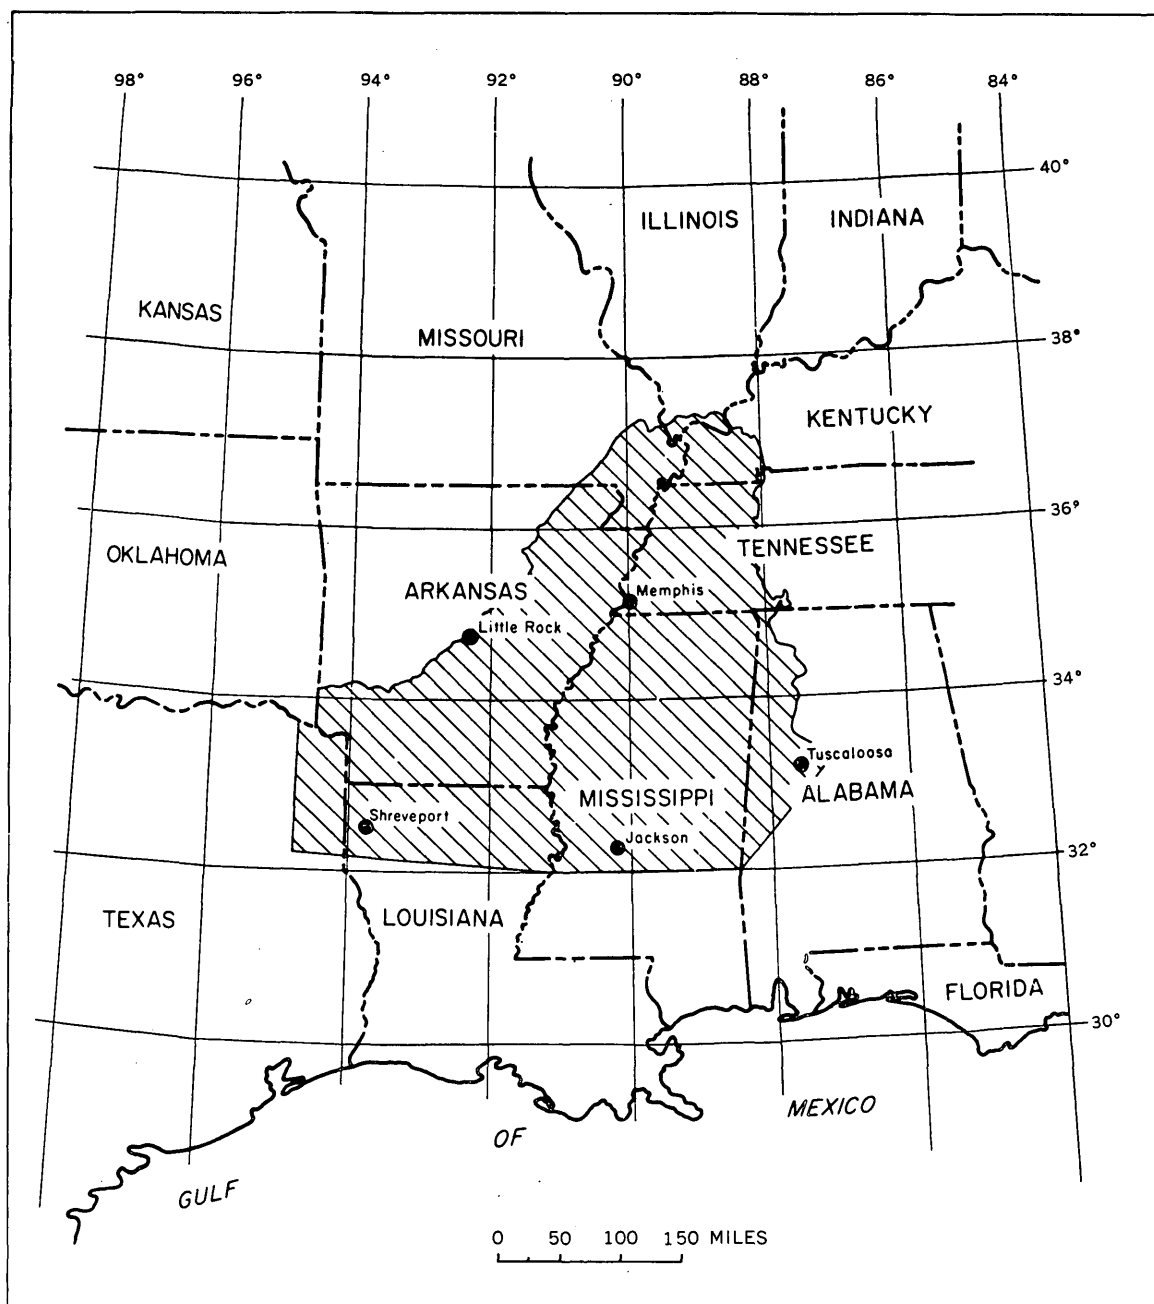 98° 96° 94° 92° 90° 88° 86° 84°
40°
ILLINOIS INDIANA
KANSAS
MISSOURI
38°
KENTUCKY
36°
OKLAHOMA
TENNESSEE
ARKANSAS
Memphis
Little Rock
34°
Tuscaloosa
MISSISSIPPI ALABAMA
Shreveport
Jackson
32°
TEXAS LOUISIANA
FLORIDA
30°
MEXICO
OF
GULF
0 50 100 150 MILES